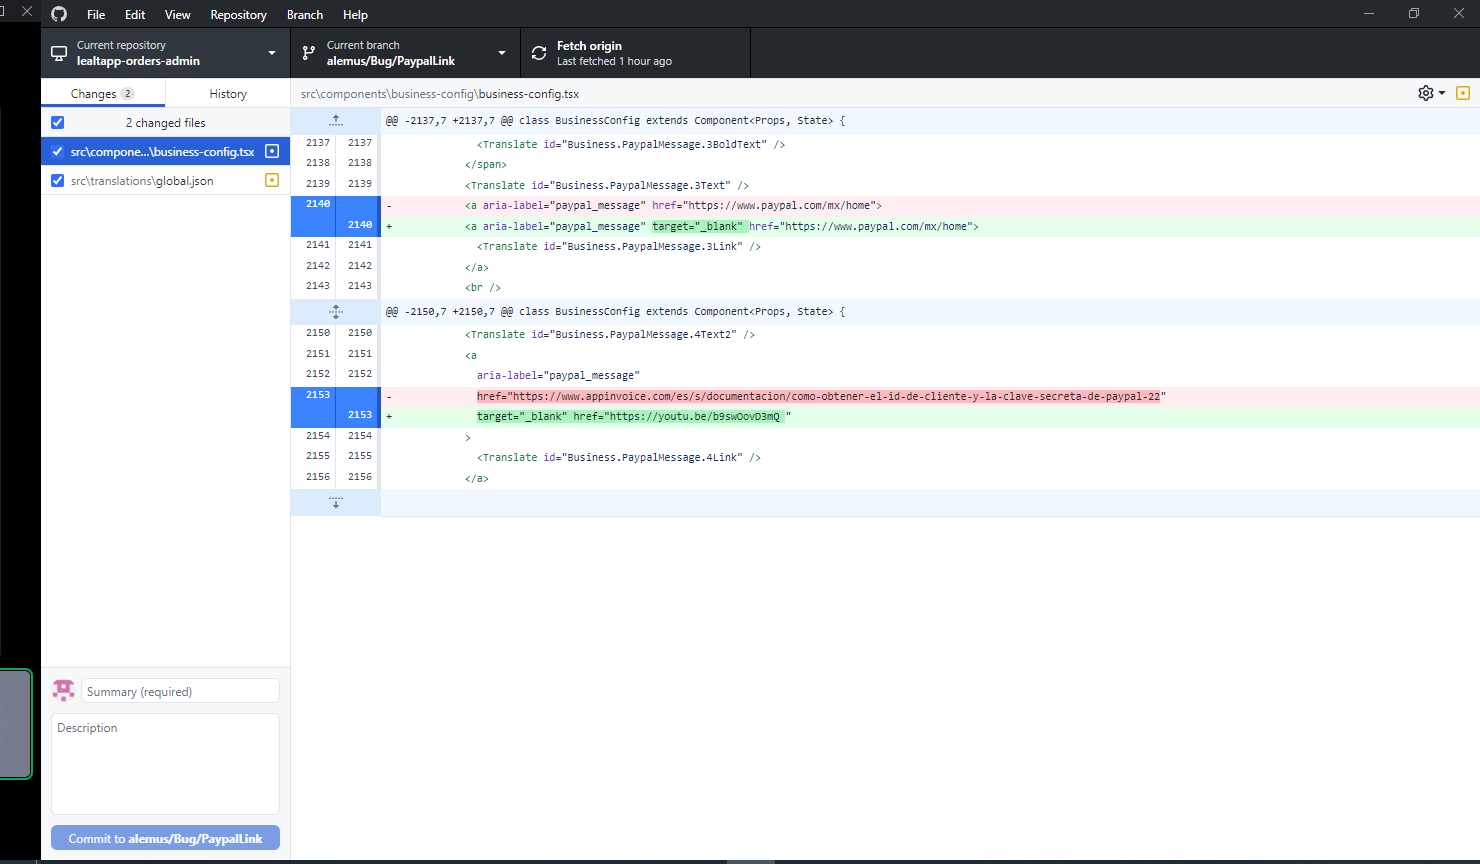 File Edit View Repository Branch Help
Current repository
lealtapp-orders-admin
Current branch
alemus/Bug/PaypalLink
Fetch origin
Last fetched 1 hour ago
Changes 2 History
2 changed files
src\compone...\business-config.tsx
src\translations\global.json
src\components\business-config\business-config.tsx
@@ -2137,7 +2137,7 @@ class BusinessConfig extends Component<Props, State> {
2137 2137 <Translate id="Business.PaypalMessage.3BoldText" />
2138 2138 </span>
2139 2139 <Translate id="Business.PaypalMessage.3Text" />
2140 - <a aria-label="paypal_message" href="https://www.paypal.com/mx/home">
2140 + <a aria-label="paypal_message" target="_blank" href="https://www.paypal.com/mx/home">
2141 2141 <Translate id="Business.PaypalMessage.3Link" />
2142 2142 </a>
2143 2143 <br />
@@ -2150,7 +2150,7 @@ class BusinessConfig extends Component<Props, State> {
2150 2150 <Translate id="Business.PaypalMessage.4Text2" />
2151 2151 <a
2152 2152 aria-label="paypal_message"
2153 - href="https://www.appinvoice.com/es/s/documentacion/como-obtener-el-id-de-cliente-y-la-clave-secreta-de-paypal-22"
2153 + target="_blank" href="https://youtu.be/b9swOovD3mQ "
2154 2154 >
2155 2155 <Translate id="Business.PaypalMessage.4Link" />
2156 2156 </a>
Summary (required)
Description
Commit to alemus/Bug/PaypalLink